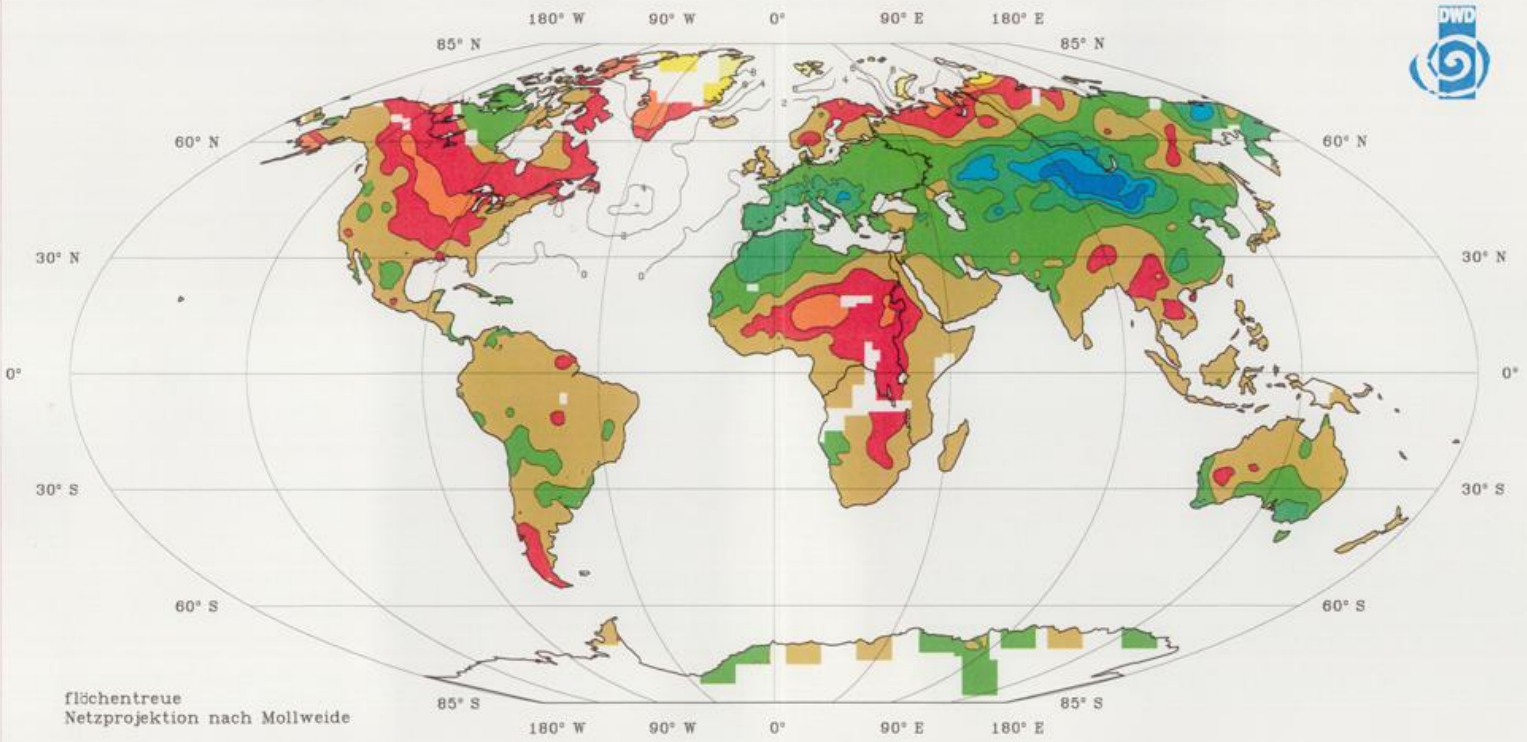 180° W 90° W 0° 90° E 180° E
DWD
85° N 85° N
60° N 60° N
30° N 30° N
0° 0°
30° S 30° S
60° S 60° S
flöchentreue
Netzprojektion nach Mollweide
85° S 85° S
180° W 90° W 0° 90° E 180° E